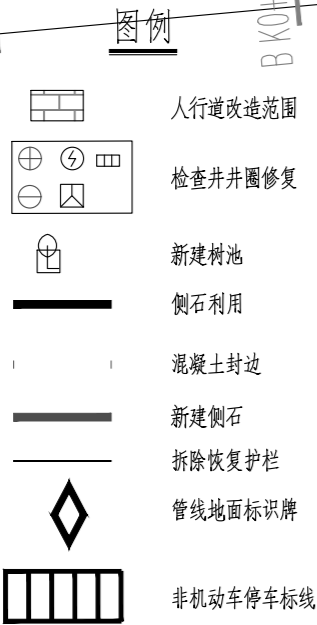 图例
BK0+
人行道改造范围
检查井井圈修复
新建树池
侧石利用
混凝土封边
新建侧石
拆除恢复护栏
管线地面标识牌
非机动车停车标线